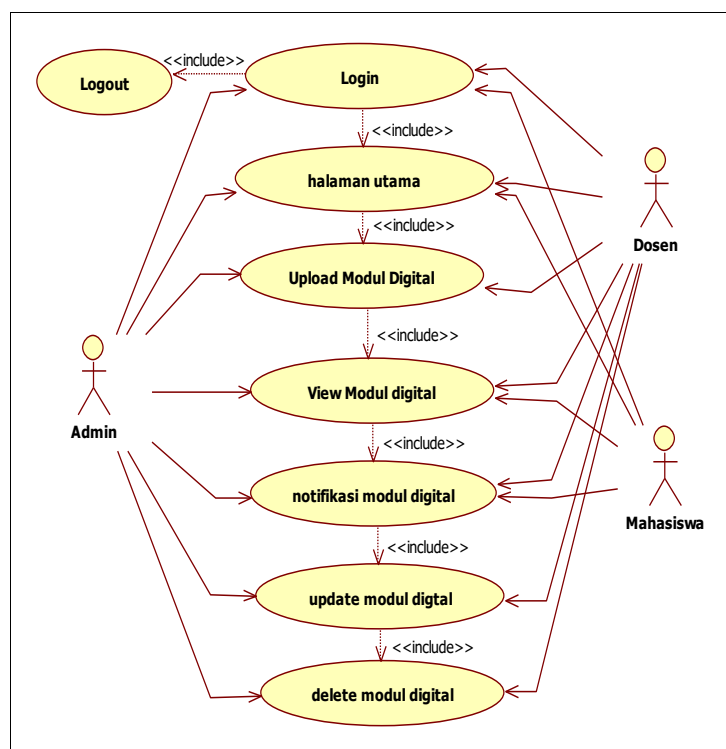 <<include>>
Logout
Login
<<include>>
halaman utama
<<include>>
Dosen
Upload Modul Digital
<<include>>
View Modul digital
Admin
<<include>>
notifikasi modul digital
Mahasiswa
<<include>>
update modul digtal
<<include>>
delete modul digital